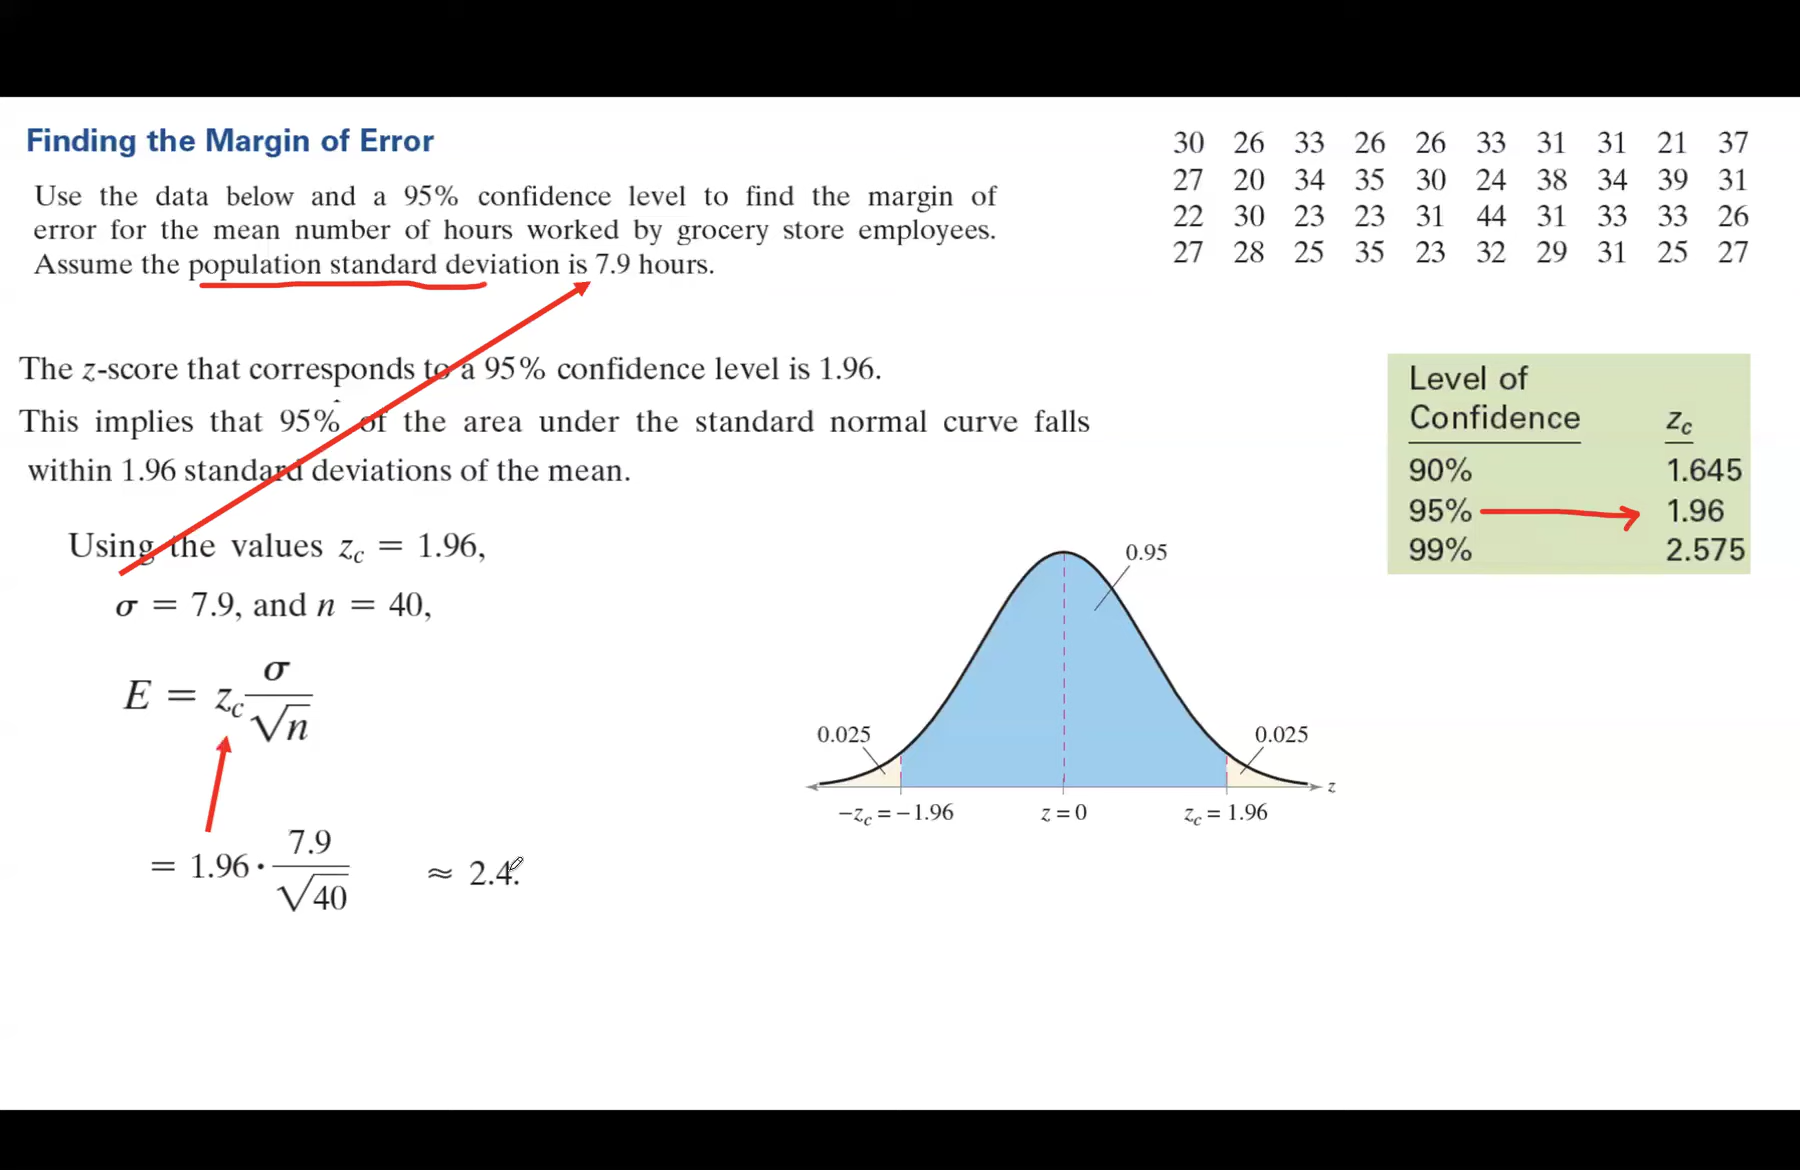 Finding the Margin of Error
Use the data below and a 95% confidence level to find the margin of
error for the mean number of hours worked by grocery store employees.
Assume the population standard deviation is 7.9 hours.
30 26 33 26 26 33 31 31 21 37
27 20 34 35 30 24 38 34 39 31
22 30 23 23 31 44 31 33 33 26
27 28 25 35 23 32 29 31 25 27
The z-score that corresponds to a 95% confidence level is 1.96.
This implies that 95% of the area under the standard normal curve falls
within 1.96 standard deviations of the mean.
Level of
Confidence z_c
90% 1.645
95% 1.96
99% 2.575
Using the values z_c = 1.96,
σ = 7.9, and n = 40,
E = z_c σ/√n
= 1.96 · 7.9/√40 ≈ 2.4.
0.95
0.025
0.025
z
−z_c = −1.96 z = 0 z_c = 1.96